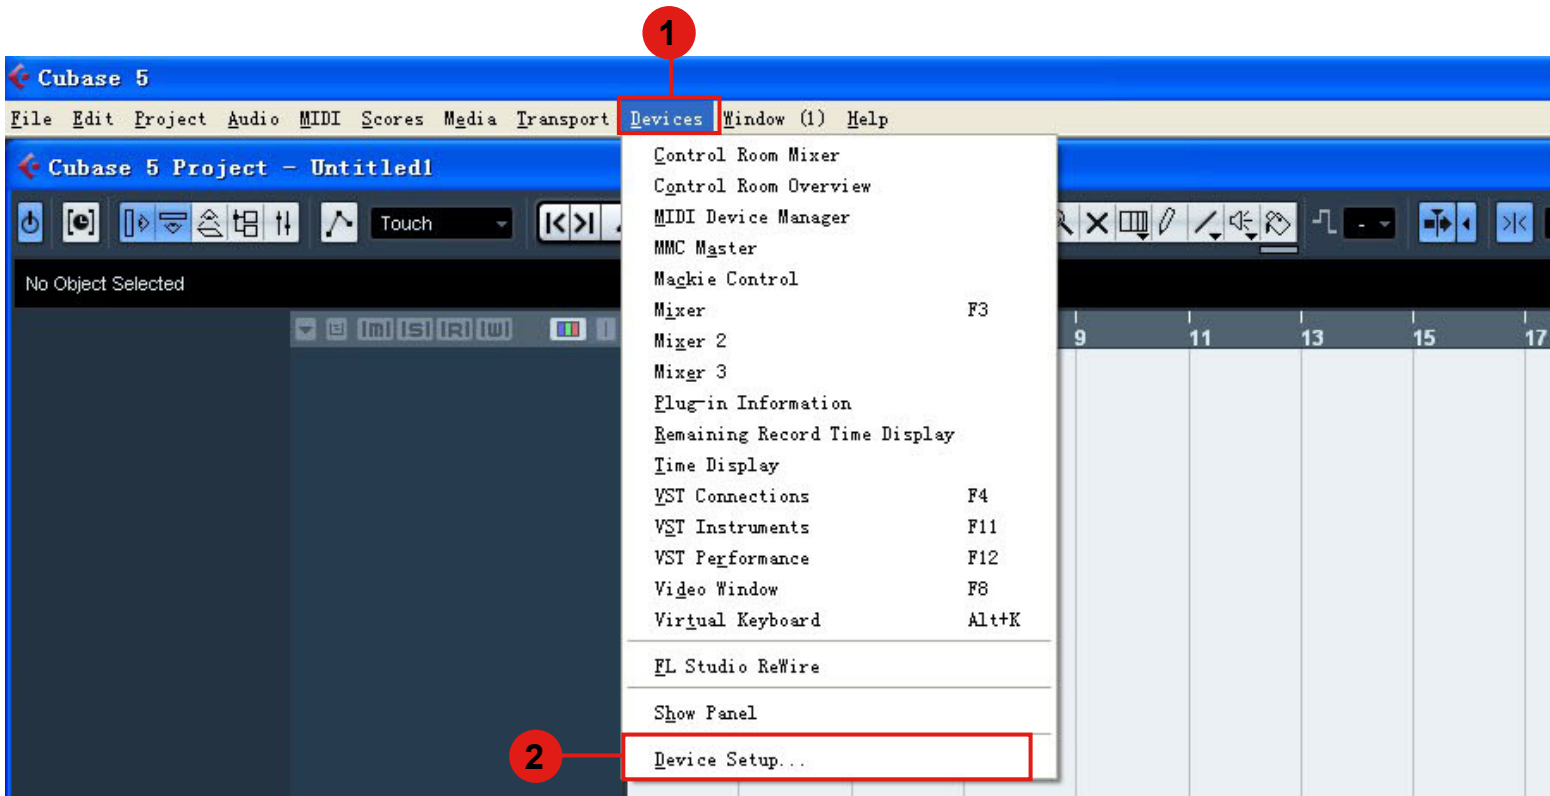 1
Cubase 5
File Edit Project Audio MIDI Scores Media Transport Devices Window (1) Help
Cubase 5 Project - Untitled1
Touch
No Object Selected
9 11 13 15 17
Control Room Mixer
Control Room Overview
MIDI Device Manager
MMC Master
Mackie Control
Mixer F3
Mixer 2
Mixer 3
Plug-in Information
Remaining Record Time Display
Time Display
VST Connections F4
VST Instruments F11
VST Performance F12
Video Window F8
Virtual Keyboard Alt+K
FL Studio ReWire
Show Panel
2
Device Setup...